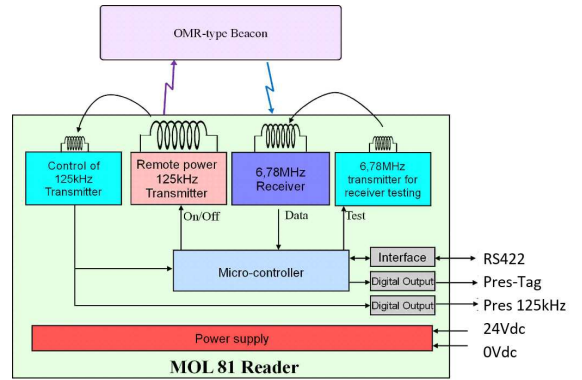 OMR-type Beacon
Control of
125kHz
Transmitter
Remote power
125kHz
Transmitter
6,78MHz
Receiver
6,78MHz
transmitter for
receiver testing
On/Off
Data
Test
Micro-controller
Interface
RS422
Digital Output
Pres-Tag
Digital Output
Pres 125kHz
Power supply
24Vdc
0Vdc
MOL 81 Reader